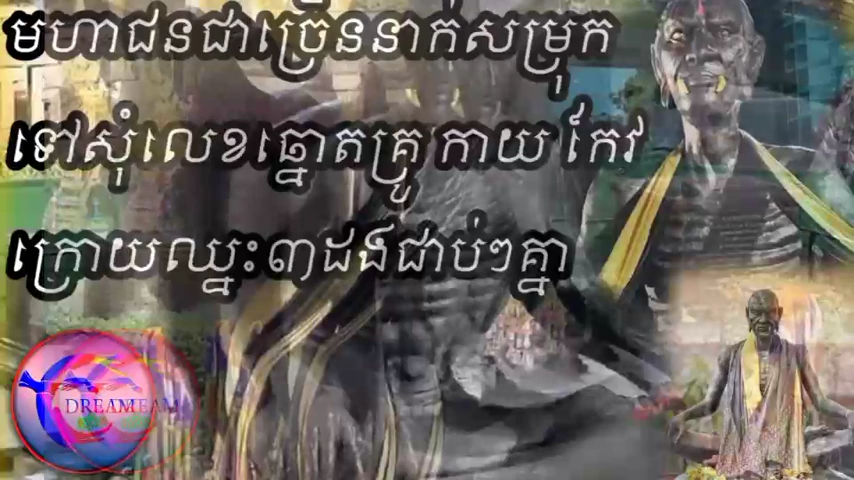 មហាជនជាច្រើននាក់សម្រុក
ទៅសុំលេខឆ្នោតគ្រូ កាយ កែវ
ក្រោយឈ្នះ៣ដងជាប់ៗគ្នា
DREAMEAM